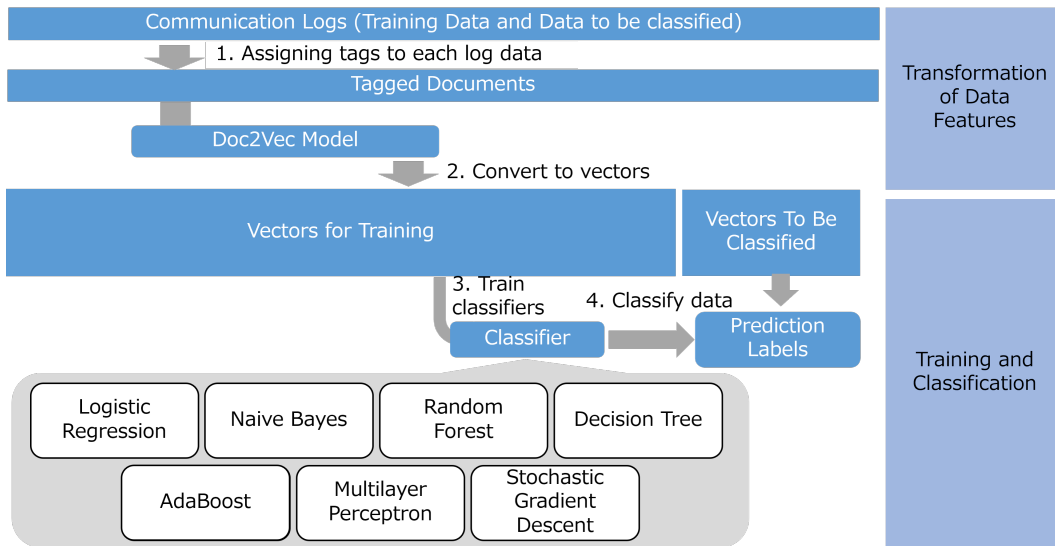 Communication Logs (Training Data and Data to be classified)
1. Assigning tags to each log data
Tagged Documents
Transformation
of Data
Features
Doc2Vec Model
2. Convert to vectors
Vectors for Training
Vectors To Be
Classified
3. Train
classifiers
4. Classify data
Classifier
Prediction
Labels
Training and
Classification
Logistic
Regression
Naive Bayes
Random
Forest
Decision Tree
AdaBoost
Multilayer
Perceptron
Stochastic
Gradient
Descent